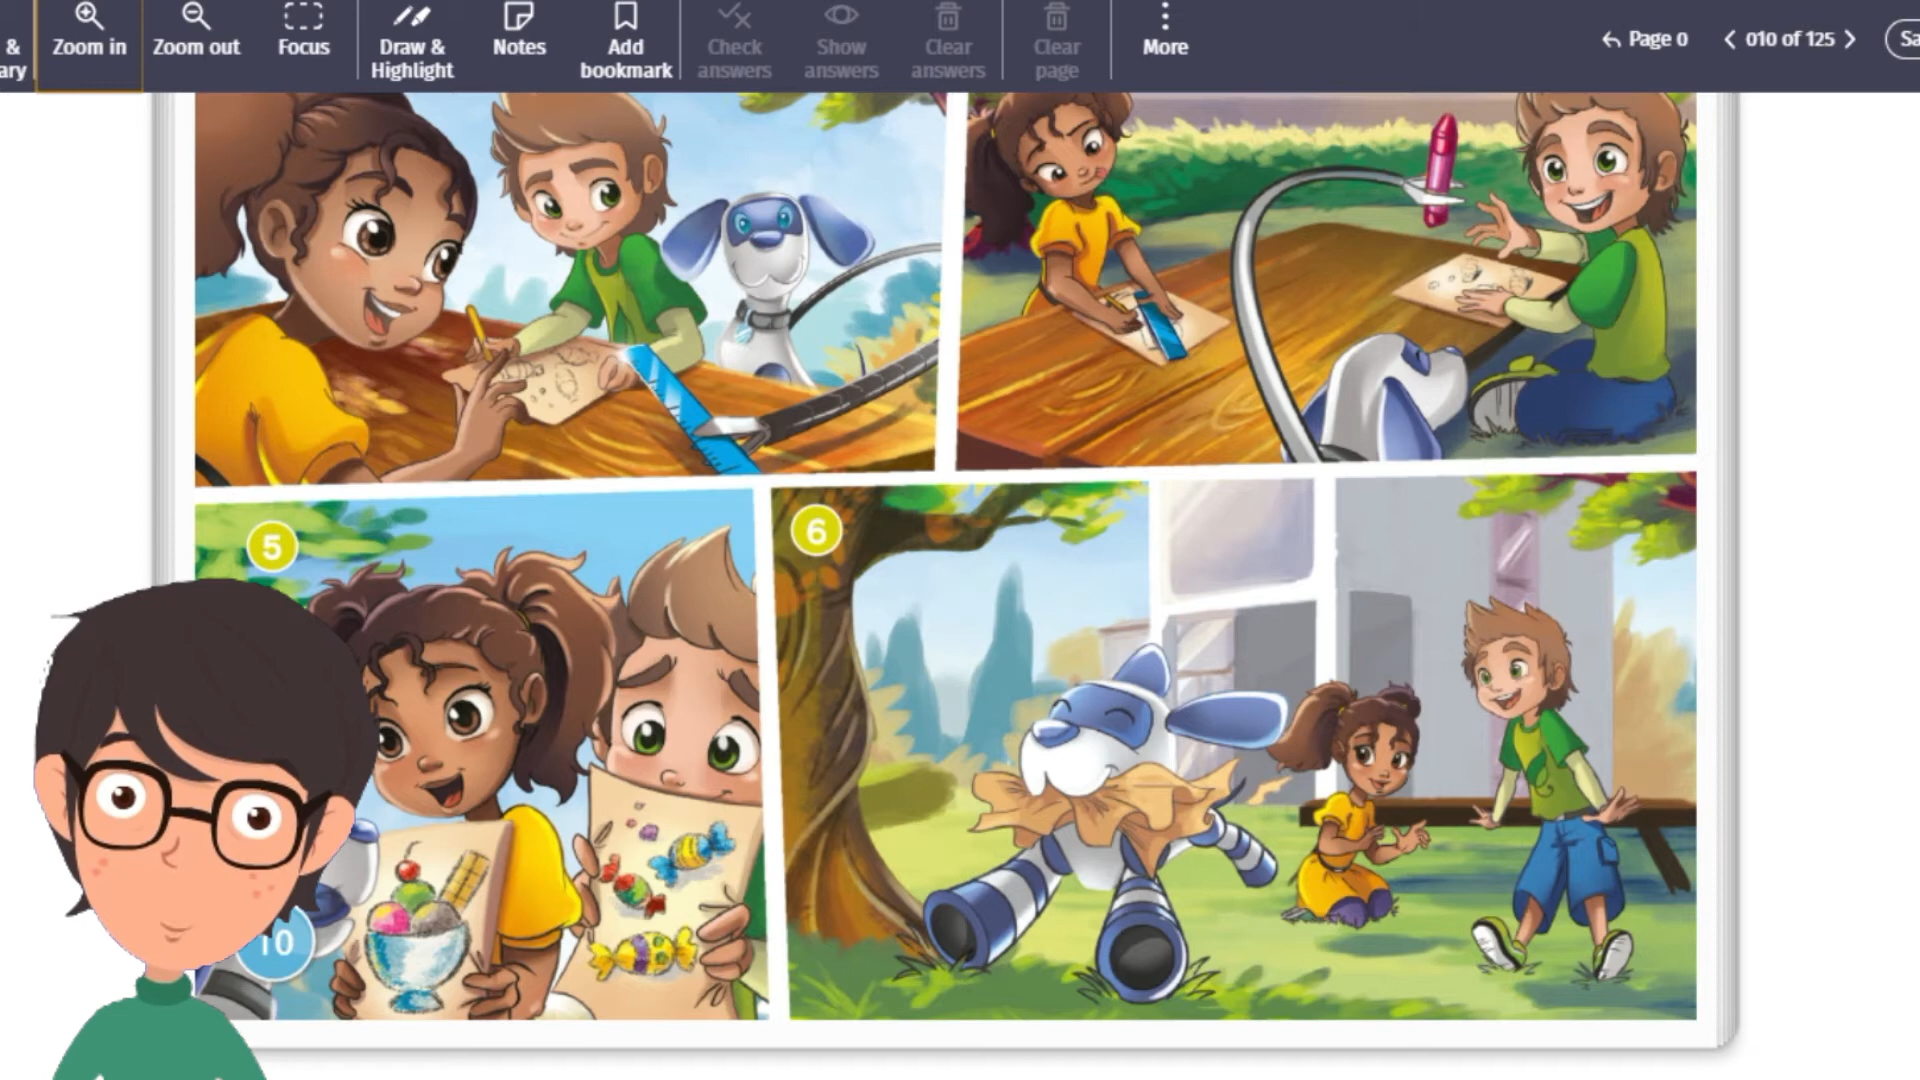 &
ary
Zoom in
Zoom out
Focus
Draw &
Highlight
Notes
Add
bookmark
Check
answers
Show
answers
Clear
answers
Clear
page
More
Page 0
010 of 125
Sa
5
6
10